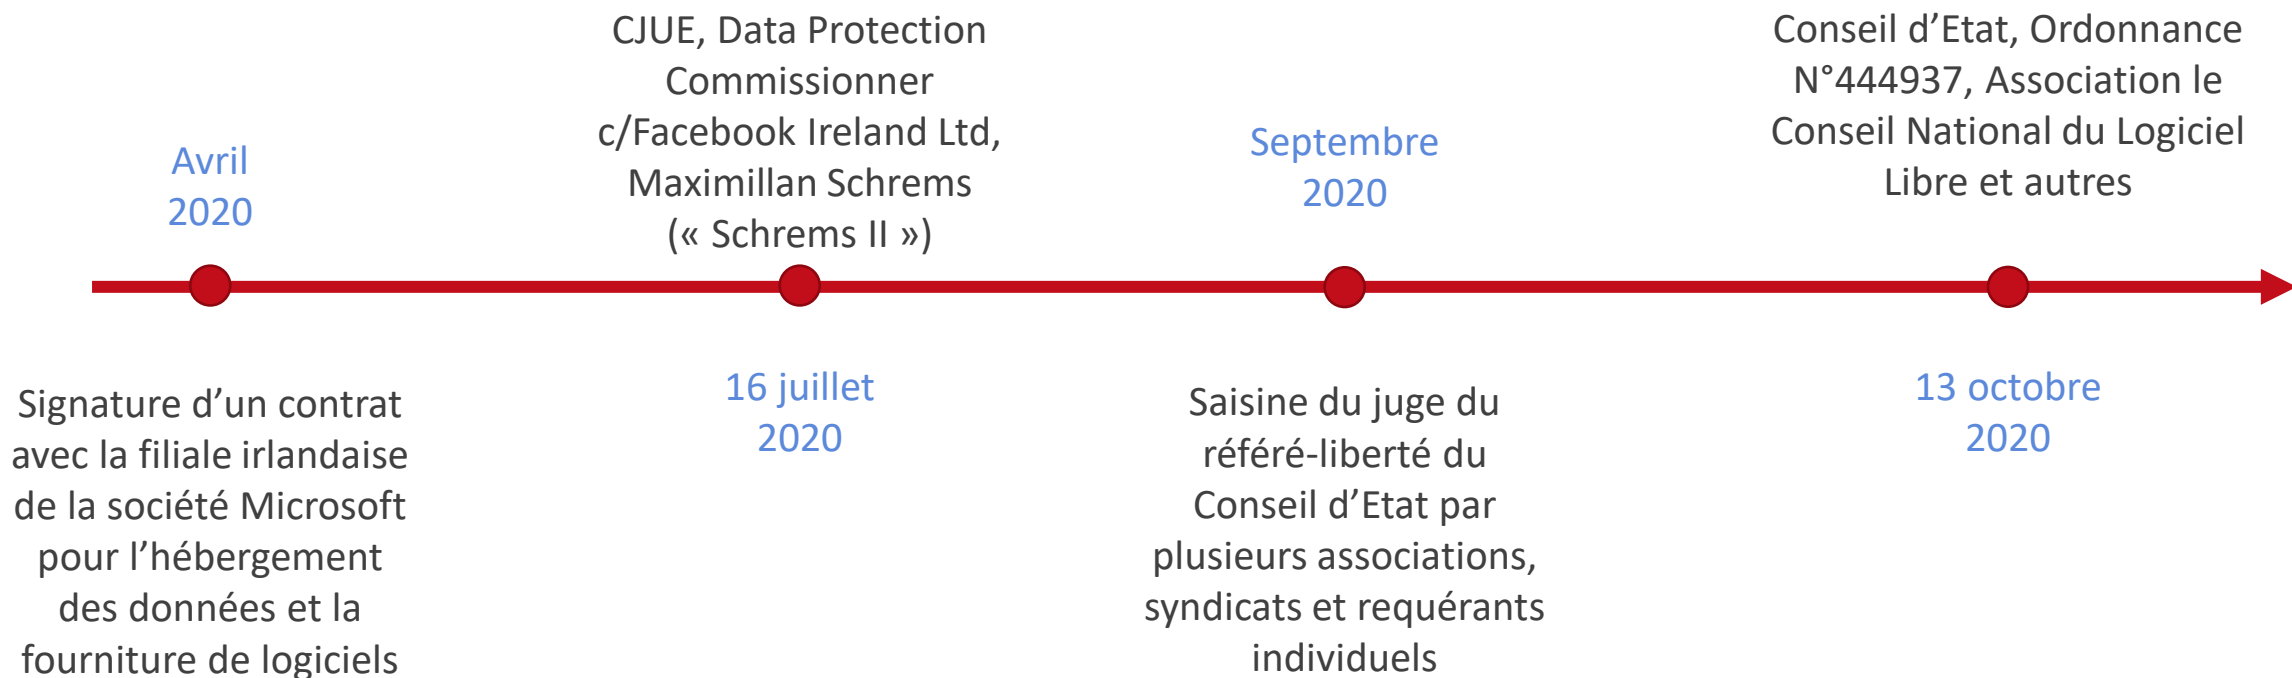 Avril
2020
Signature d’un contrat
avec la filiale irlandaise
de la société Microsoft
pour l’hébergement
des données et la
fourniture de logiciels
CJUE, Data Protection
Commissionner
c/Facebook Ireland Ltd,
Maximillan Schrems
(« Schrems II »)
16 juillet
2020
Septembre
2020
Saisine du juge du
référé-liberté du
Conseil d’Etat par
plusieurs associations,
syndicats et requérants
individuels
Conseil d’Etat, Ordonnance
N°444937, Association le
Conseil National du Logiciel
Libre et autres
13 octobre
2020